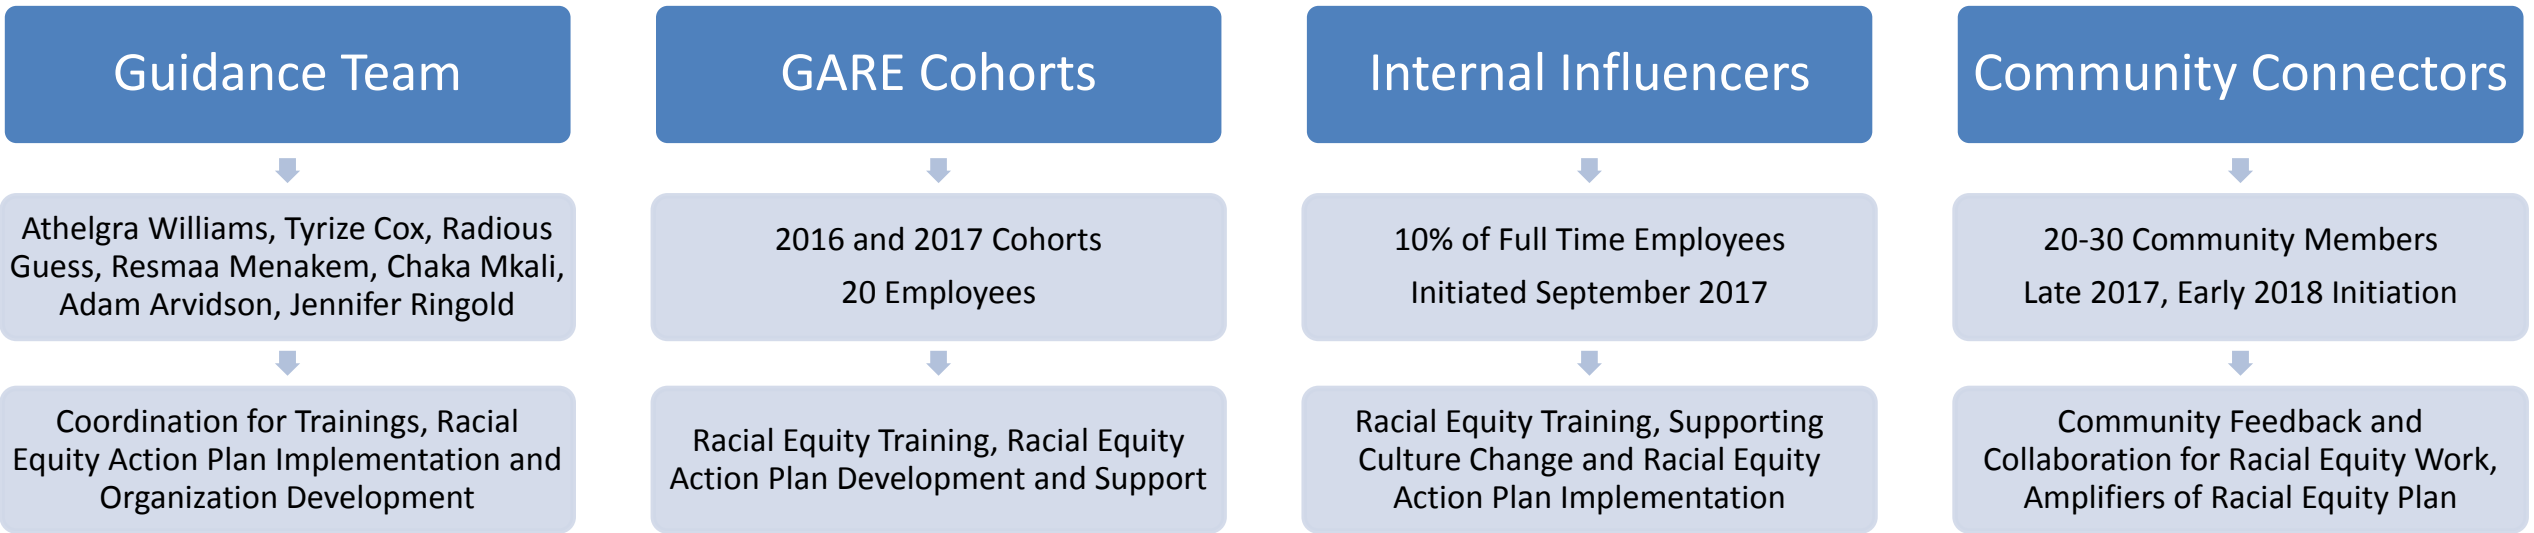 Guidance Team
Athelgra Williams, Tyrize Cox, Radious
Guess, Resmaa Menakem, Chaka Mkali,
Adam Arvidson, Jennifer Ringold
Coordination for Trainings, Racial
Equity Action Plan Implementation and
Organization Development
GARE Cohorts
2016 and 2017 Cohorts
20 Employees
Racial Equity Training, Racial Equity
Action Plan Development and Support
Internal Influencers
10% of Full Time Employees
Initiated September 2017
Racial Equity Training, Supporting
Culture Change and Racial Equity
Action Plan Implementation
Community Connectors
20-30 Community Members
Late 2017, Early 2018 Initiation
Community Feedback and
Collaboration for Racial Equity Work,
Amplifiers of Racial Equity Plan